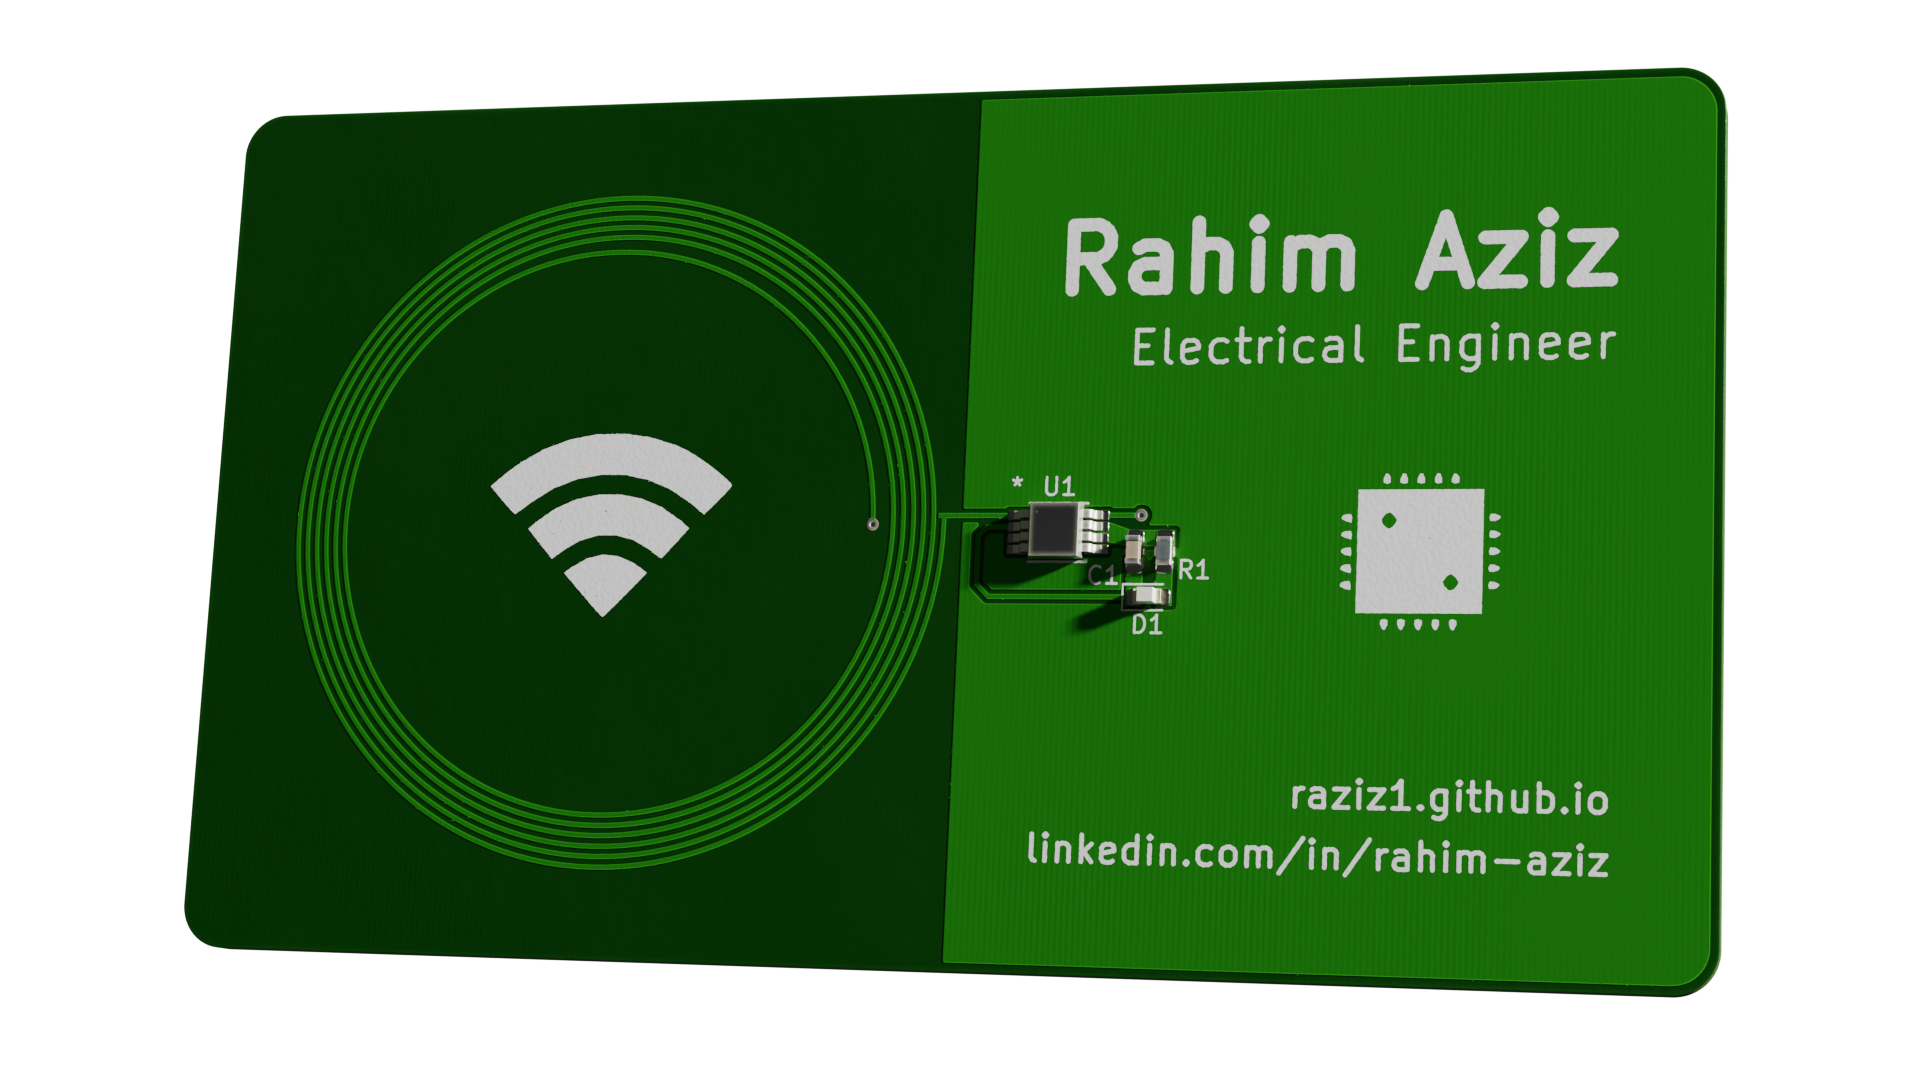 Rahim Aziz
Electrical Engineer
* U1
C1
R1
D1
raziz1.github.io
linkedin.com/in/rahim-aziz